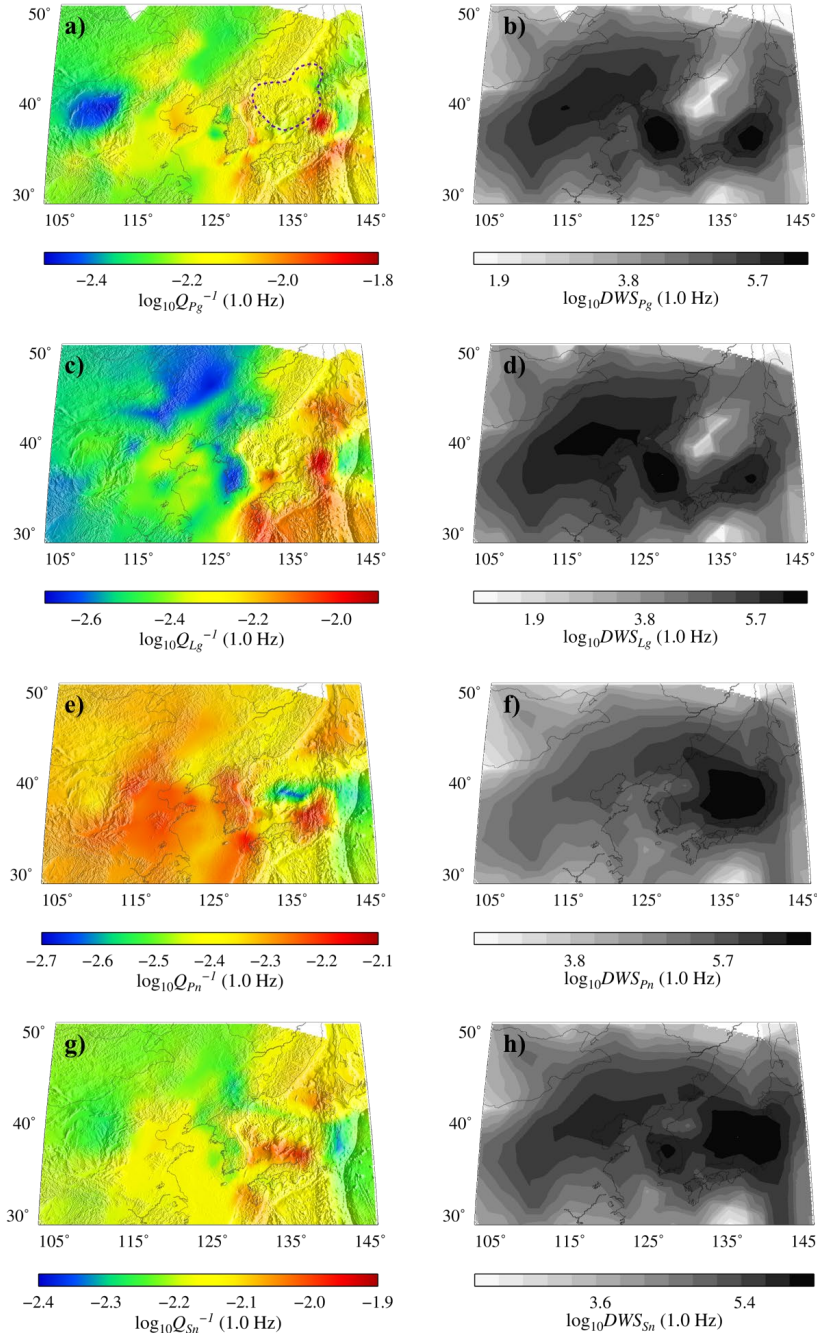 a)
50°
40°
30°
105° 115° 125° 135° 145°
−2.4 −2.2 −2.0 −1.8
log₁₀Q_Pg⁻¹ (1.0 Hz)
b)
50°
40°
30°
105° 115° 125° 135° 145°
1.9 3.8 5.7
log₁₀DWS_Pg (1.0 Hz)
c)
50°
40°
30°
105° 115° 125° 135° 145°
−2.6 −2.4 −2.2 −2.0
log₁₀Q_Lg⁻¹ (1.0 Hz)
d)
50°
40°
30°
105° 115° 125° 135° 145°
1.9 3.8 5.7
log₁₀DWS_Lg (1.0 Hz)
e)
50°
40°
30°
105° 115° 125° 135° 145°
−2.7 −2.6 −2.5 −2.4 −2.3 −2.2 −2.1
log₁₀Q_Pn⁻¹ (1.0 Hz)
f)
50°
40°
30°
105° 115° 125° 135° 145°
3.8 5.7
log₁₀DWS_Pn (1.0 Hz)
g)
50°
40°
30°
105° 115° 125° 135° 145°
−2.4 −2.3 −2.2 −2.1 −2.0 −1.9
log₁₀Q_Sn⁻¹ (1.0 Hz)
h)
50°
40°
30°
105° 115° 125° 135° 145°
3.6 5.4
log₁₀DWS_Sn (1.0 Hz)